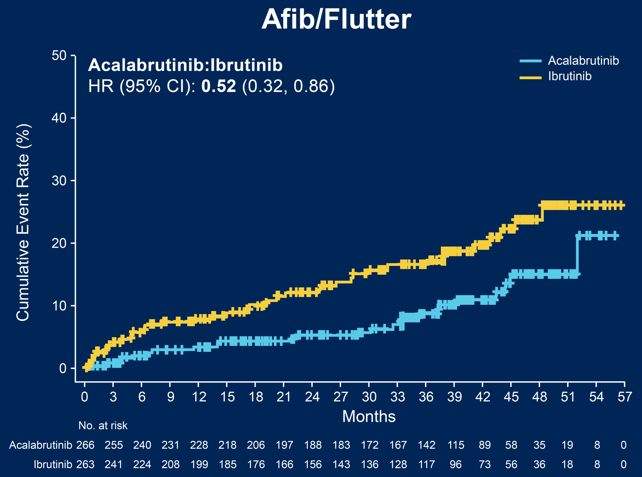 Afib/Flutter
Acalabrutinib:Ibrutinib
HR (95% CI): 0.52 (0.32, 0.86)
Acalabrutinib
Ibrutinib
Cumulative Event Rate (%)
50
40
30
20
10
0
0 3 6 9 12 15 18 21 24 27 30 33 36 39 42 45 48 51 54 57
Months
No. at risk
Acalabrutinib 266 255 240 231 228 218 206 197 188 183 172 167 142 115 89 58 35 19 8 0
Ibrutinib 263 241 224 208 199 185 176 166 156 143 136 128 117 96 73 56 36 18 8 0